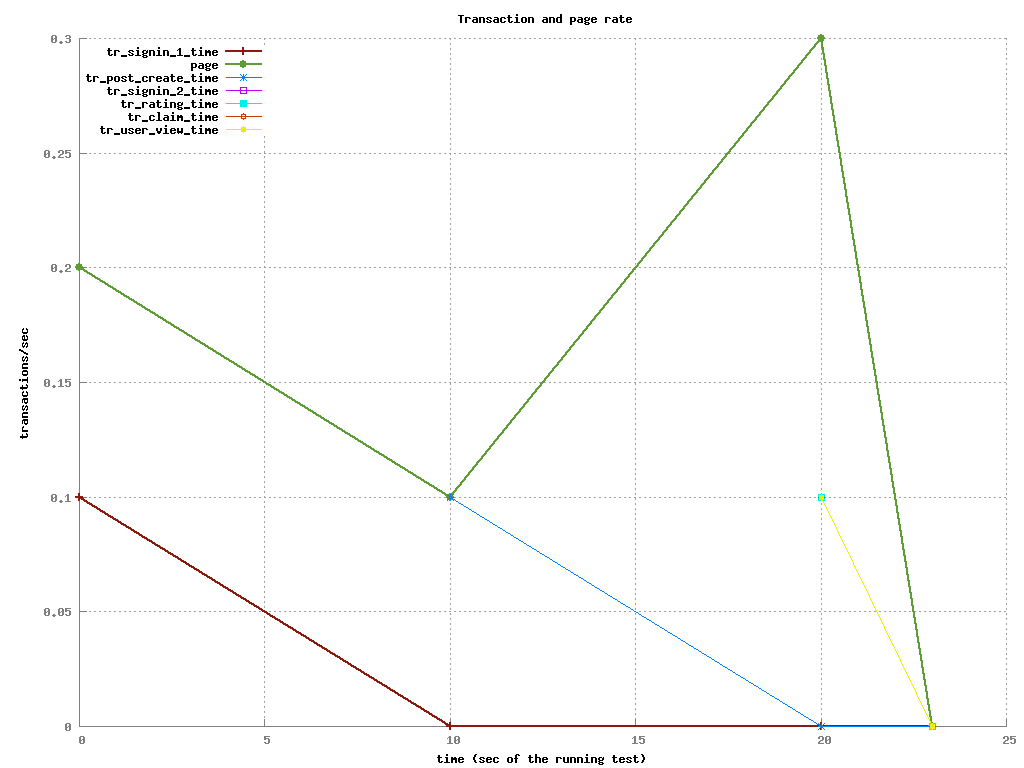 Transaction and page rate
0.3
tr_signin_1_time
page
tr_post_create_time
tr_signin_2_time
tr_rating_time
tr_claim_time
tr_user_view_time
0.25
0.2
transactions/sec
0.15
0.1
0.05
0
0 5 10 15 20 25
time (sec of the running test)